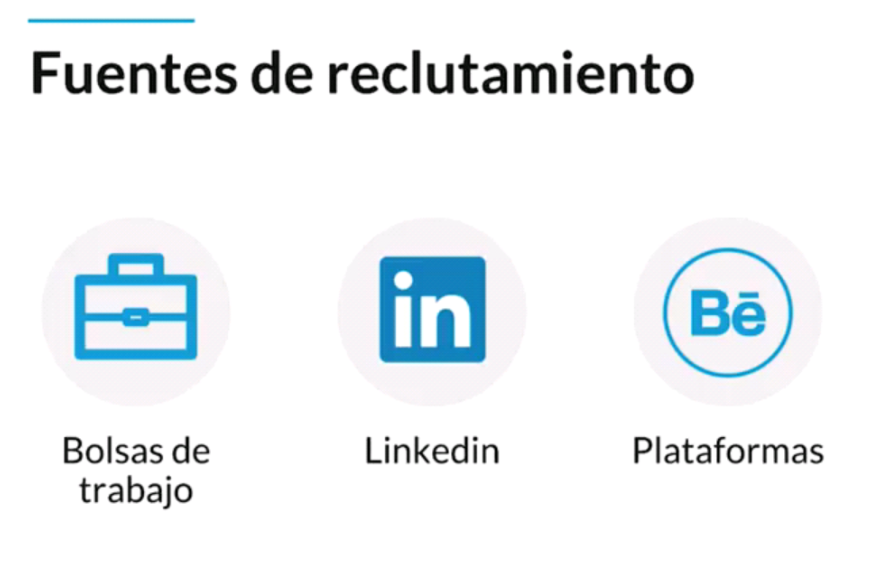 Fuentes de reclutamiento
in
Bē
Bolsas de
trabajo
Linkedin
Plataformas